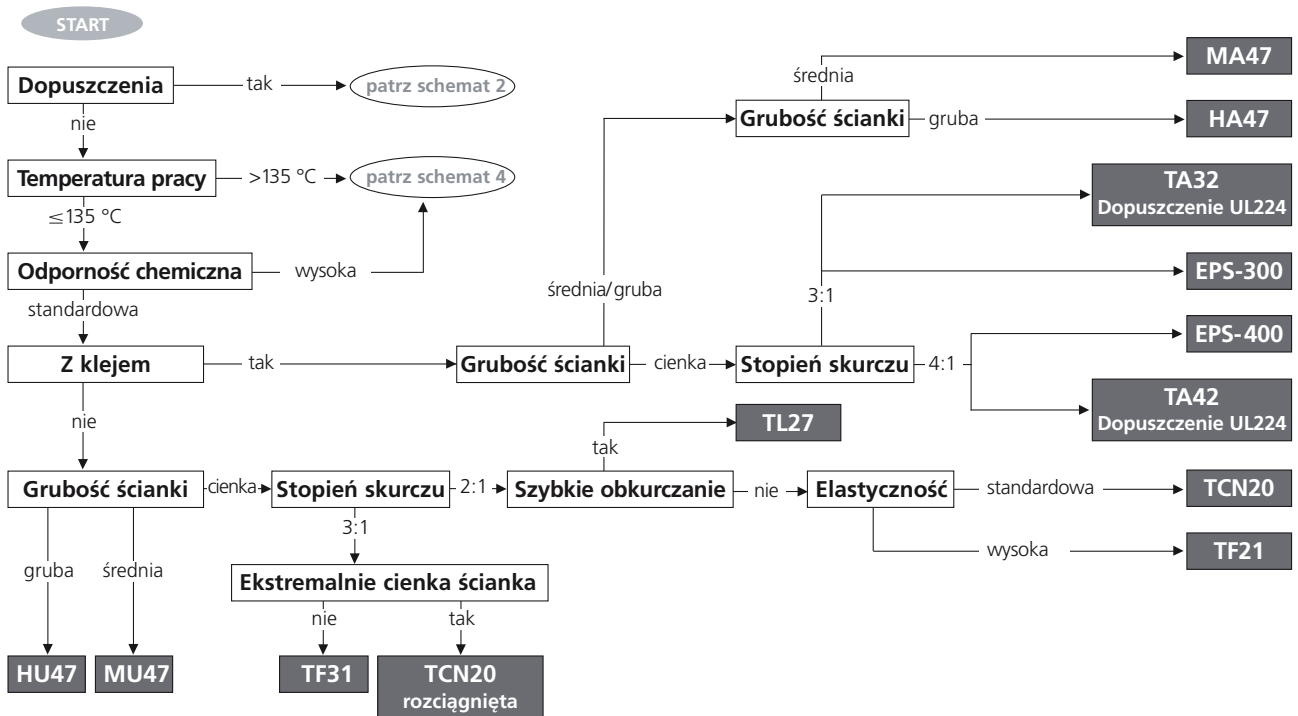 START
Dopuszczenia
tak
patrz schemat 2
nie
Temperatura pracy
>135 °C
patrz schemat 4
≤135 °C
Odporność chemiczna
wysoka
standardowa
Z klejem
tak
Grubość ścianki
cienka
Stopień skurczu
4:1
średnia/gruba
3:1
Grubość ścianki
średnia
gruba
MA47
HA47
TA32
Dopuszczenie UL224
EPS-300
EPS-400
TA42
Dopuszczenie UL224
nie
Grubość ścianki
cienka
Stopień skurczu
2:1
Szybkie obkurczanie
tak
TL27
nie
Elastyczność
standardowa
TCN20
wysoka
TF21
3:1
gruba
średnia
Ekstremalnie cienka ścianka
nie
tak
HU47
MU47
TF31
TCN20
rozciągnięta